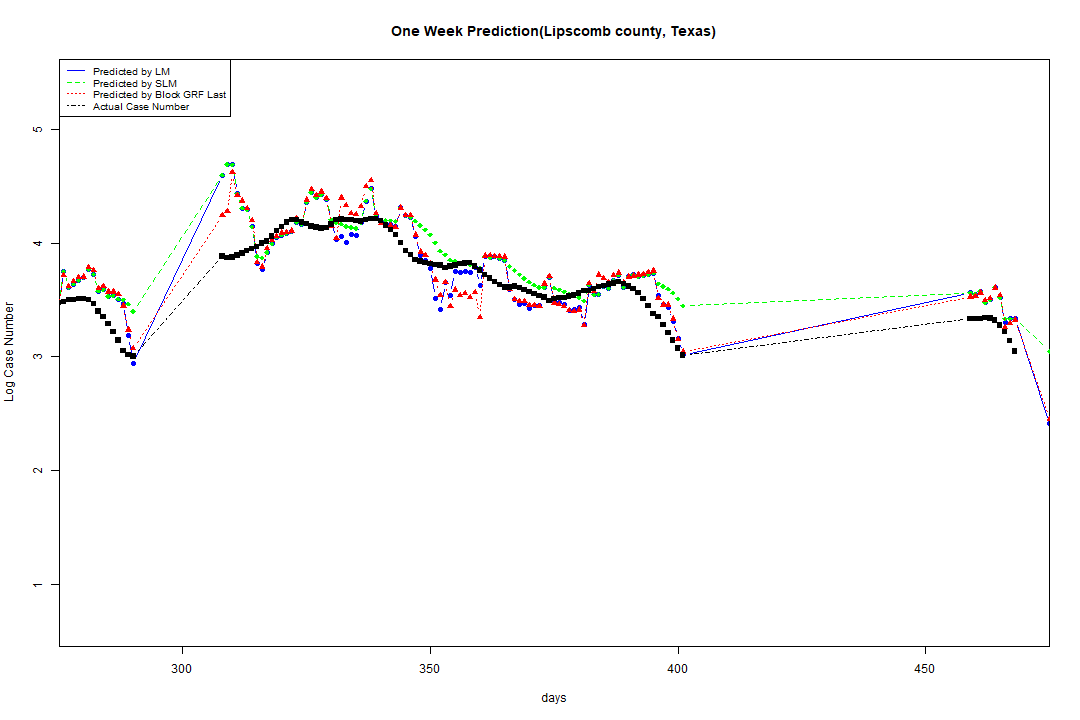 One Week Prediction(Lipscomb county, Texas)
Predicted by LM
Predicted by SLM
Predicted by Block GRF Last
Actual Case Number
5
4
3
2
1
Log Case Number
300
350
400
450
days